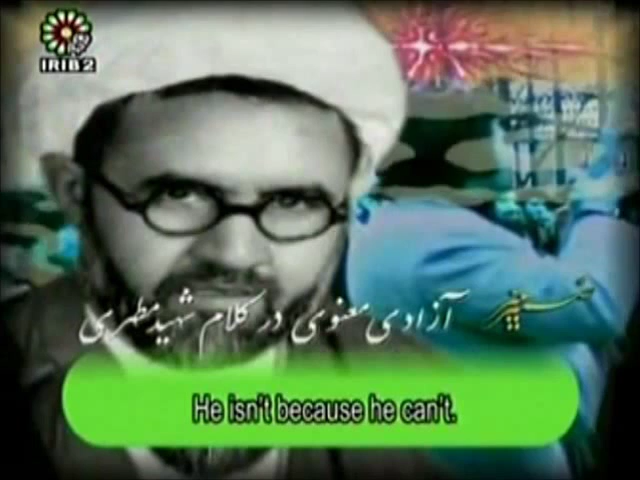 IRIB2
آزادی معنوی در کلام شهید مطهری
He isn't because he can't.